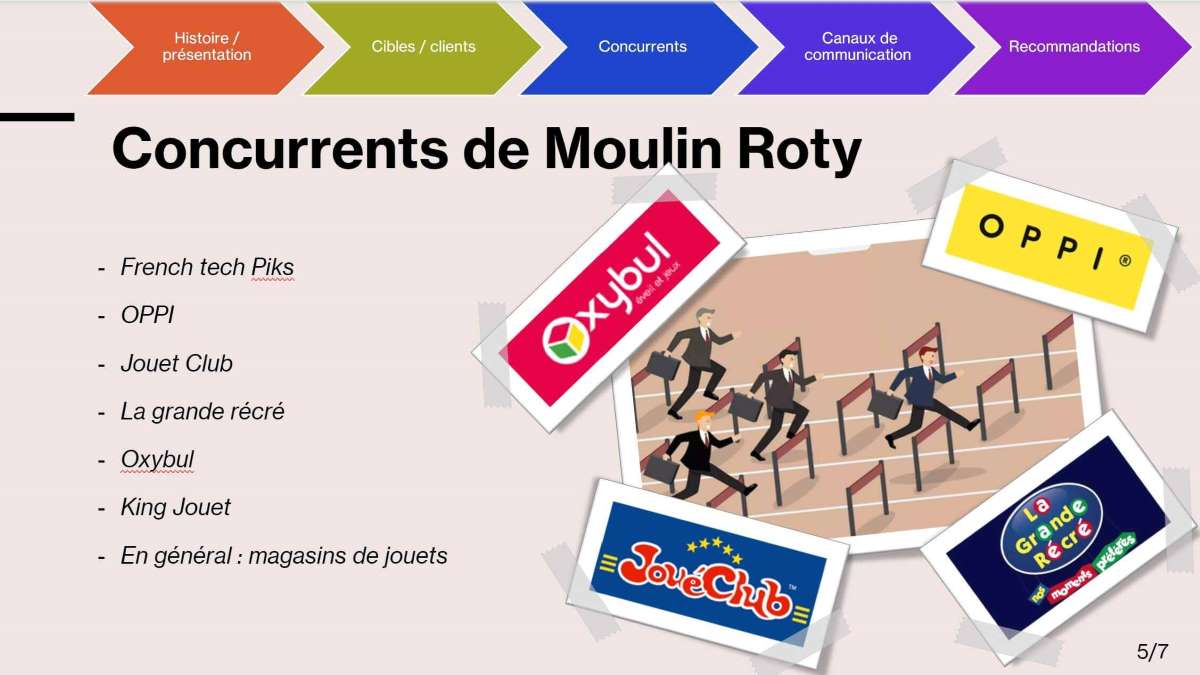 Histoire /
présentation
Cibles / clients
Concurrents
Canaux de
communication
Recommandations
Concurrents de Moulin Roty
- French tech Piks
- OPPI
- Jouet Club
- La grande récré
- Oxybul
- King Jouet
- En général : magasins de jouets
Oxybul
éveil et jeux
OPPI®
JouéClub™
La
Grande
Récré
nos moments préférés
5/7